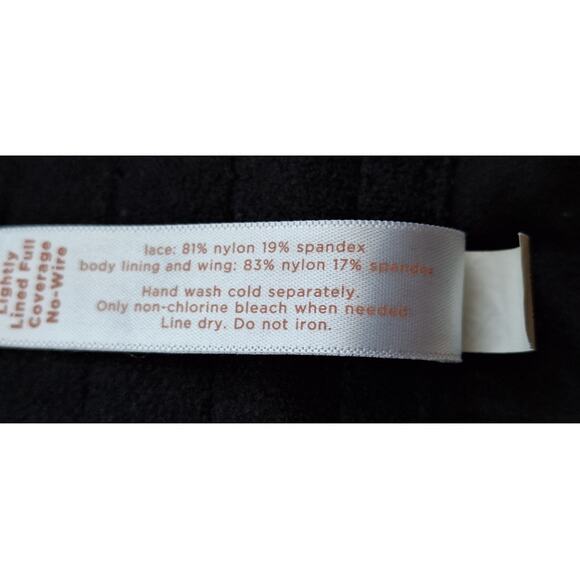 Lightly
Lined Full
Coverage
No-Wire
lace: 81% nylon 19% spandex
body lining and wing: 83% nylon 17% spandex
Hand wash cold separately.
Only non-chlorine bleach when needed.
Line dry. Do not iron.